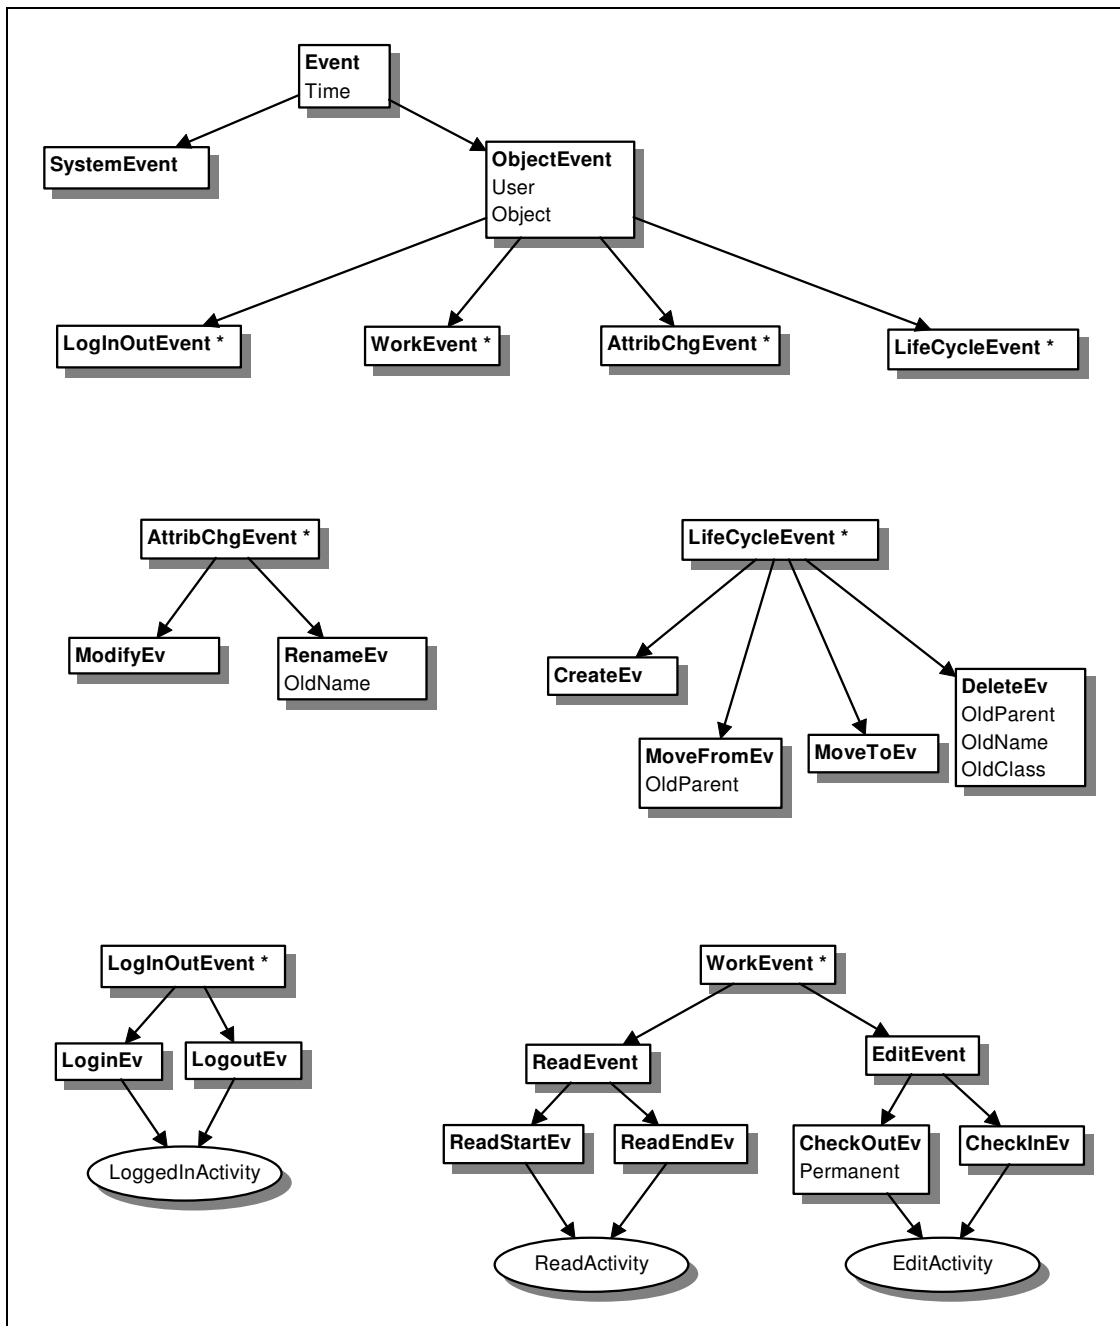 Event
Time
SystemEvent
ObjectEvent
User
Object
LogInOutEvent *
WorkEvent *
AttribChgEvent *
LifeCycleEvent *
AttribChgEvent *
LifeCycleEvent *
ModifyEv
RenameEv
OldName
CreateEv
MoveFromEv
OldParent
MoveToEv
DeleteEv
OldParent
OldName
OldClass
LogInOutEvent *
WorkEvent *
LoginEv
LogoutEv
ReadEvent
EditEvent
ReadStartEv
ReadEndEv
CheckOutEv
Permanent
CheckInEv
LoggedInActivity
ReadActivity
EditActivity